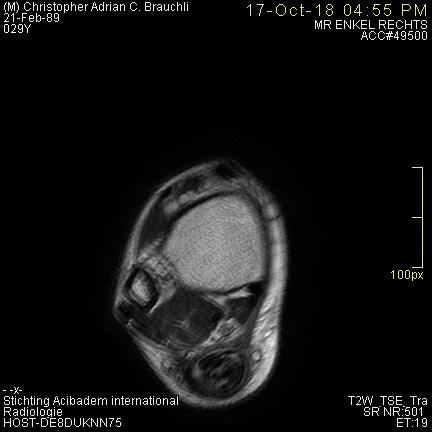 (M) Christopher Adrian C. Brauchli
21-Feb-89
029Y
17-Oct-18 04:55 PM
MR ENKEL RECHTS
ACC#49500
100px
--x-
Stichting Acibadem international
Radiologie
HOST-DE8DUKNN75
T2W_TSE_Tra
SR NR:501
ET:19